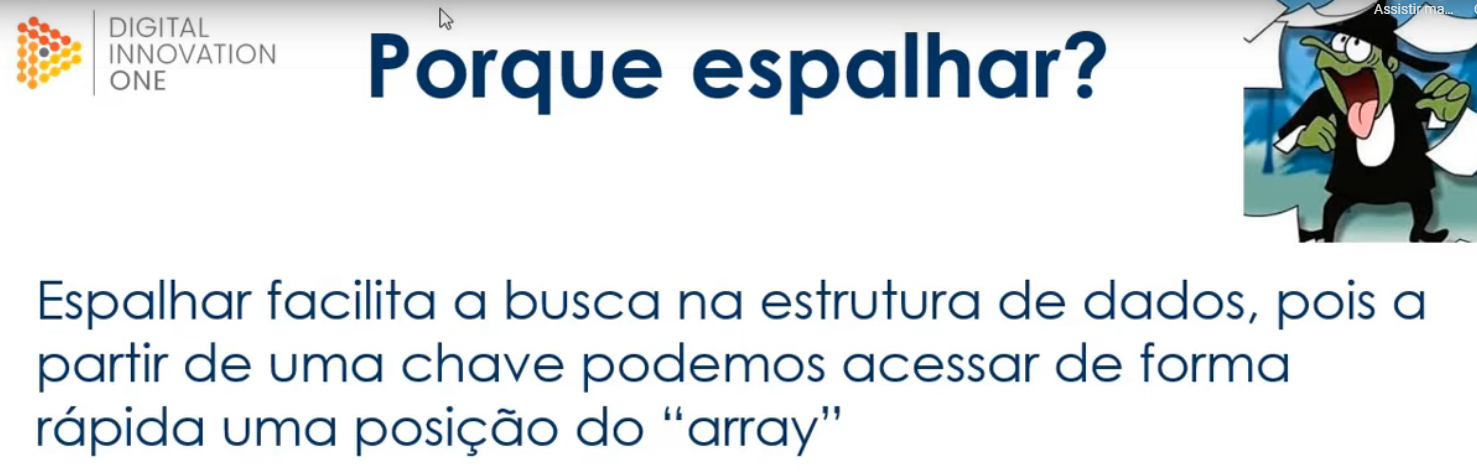 Assistir ma...
DIGITAL
INNOVATION
ONE
Porque espalhar?
Espalhar facilita a busca na estrutura de dados, pois a
partir de uma chave podemos acessar de forma
rápida uma posição do “array”